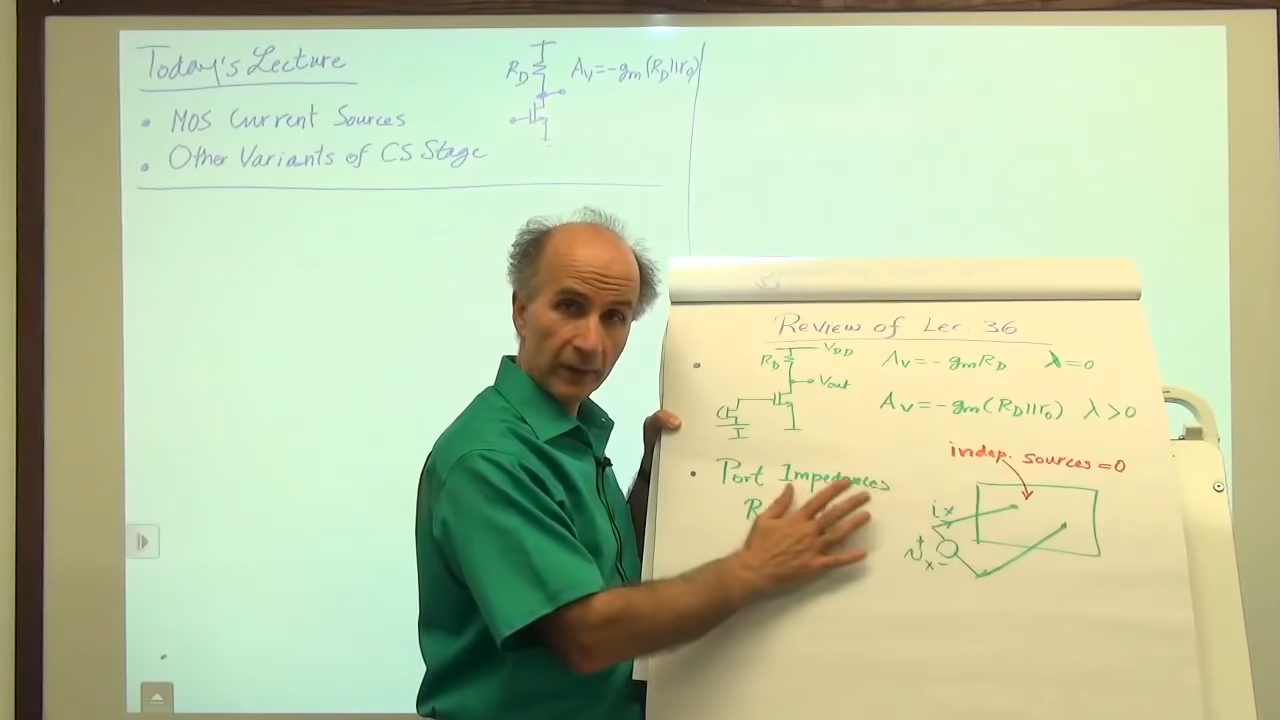 Today's Lecture
• MOS Current Sources
• Other Variants of CS Stage
R_D
A_v = -g_m (R_D || r_o)
Review of Lec. 36
•
V_DD
R_D
Vout
A_v = -g_m R_D λ = 0
A_v = -g_m (R_D || r_o) λ > 0
• Port Impedances
R
indep. sources = 0
i_x
+
v_x
-